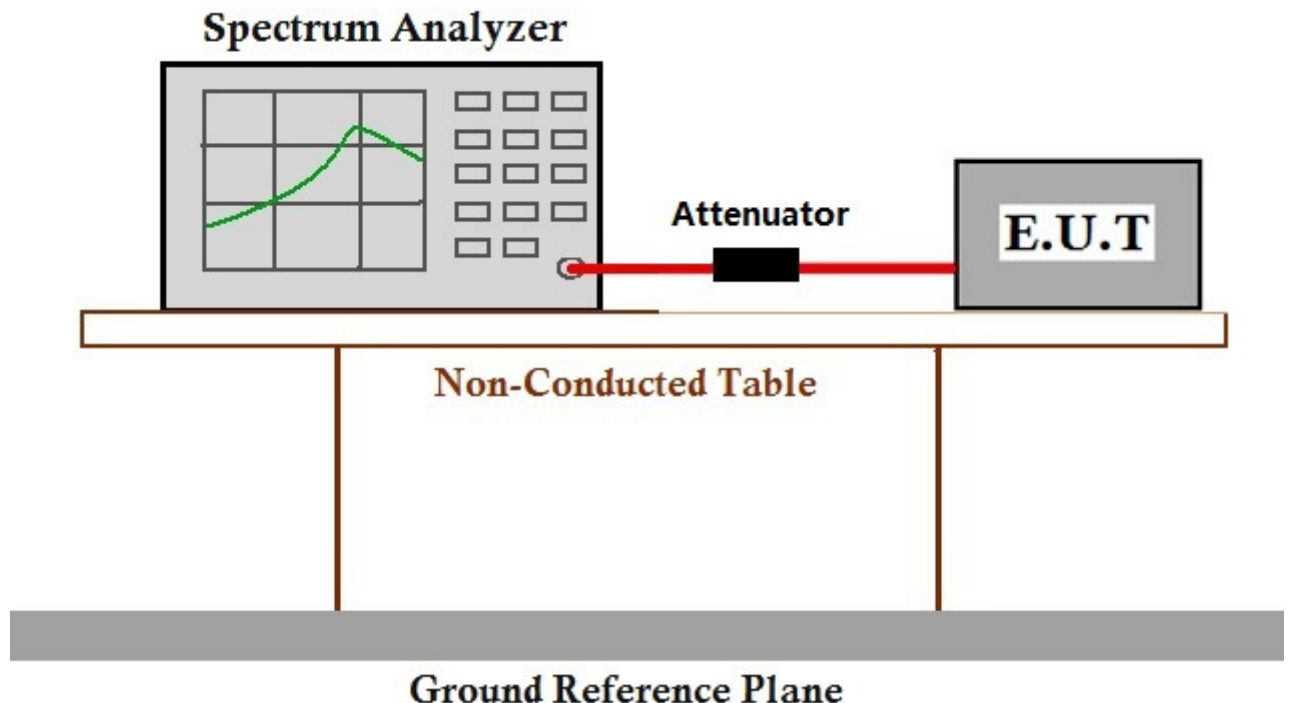 Spectrum Analyzer
Attenuator
E.U.T
Non-Conducted Table
Ground Reference Plane